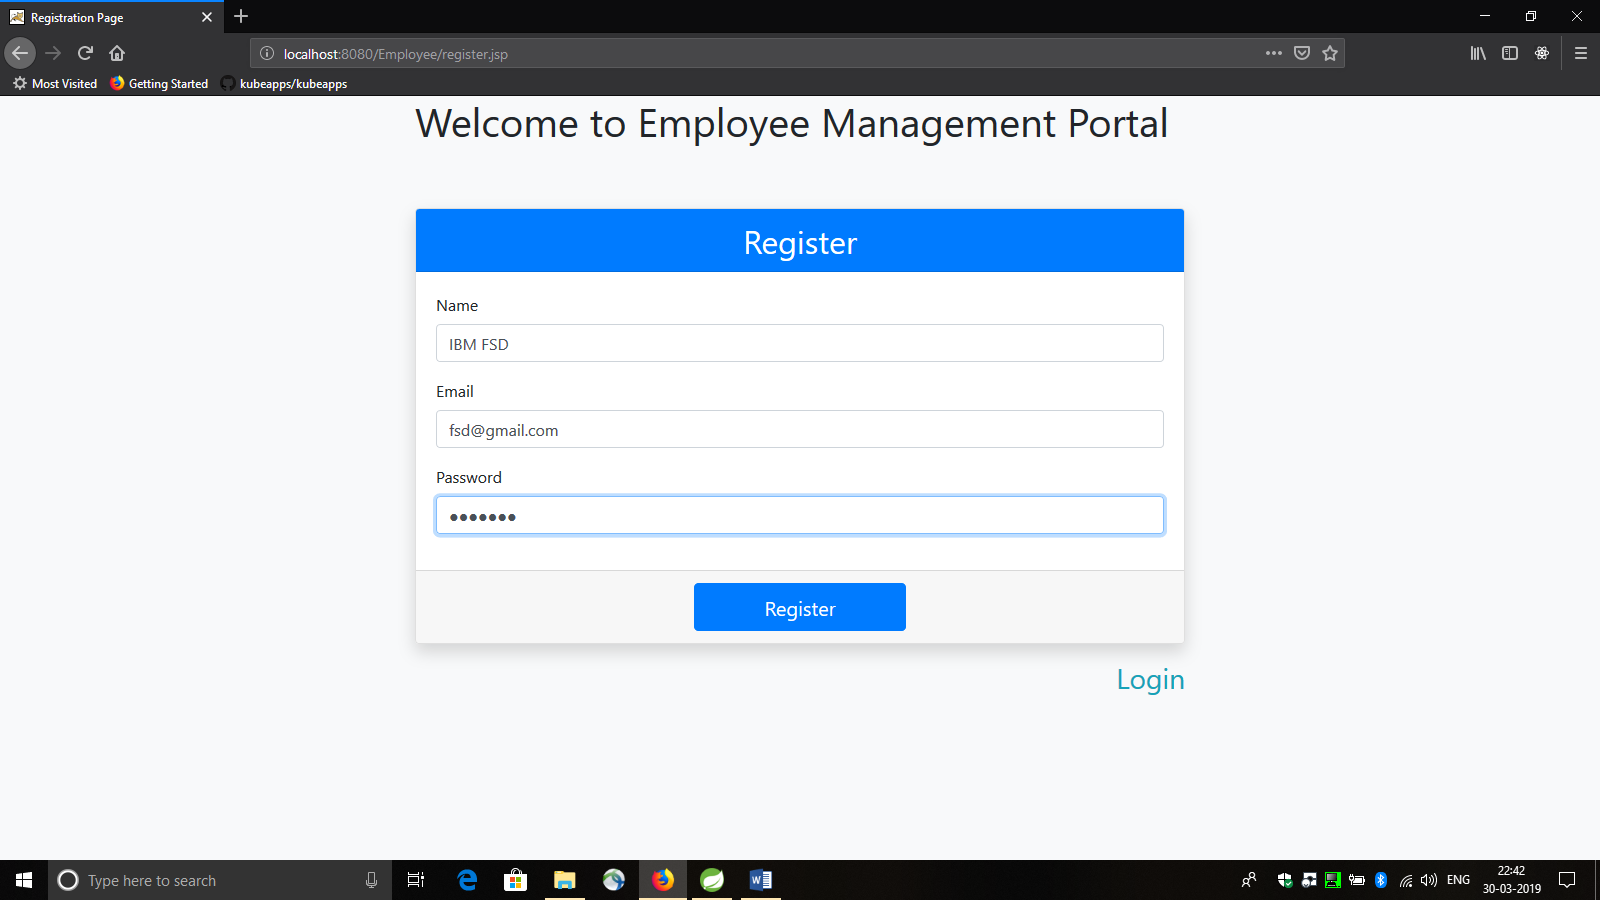 Registration Page
localhost:8080/Employee/register.jsp
Most Visited Getting Started kubeapps/kubeapps
Welcome to Employee Management Portal
Register
Name
IBM FSD
Email
fsd@gmail.com
Password
•••••••
Register
Login
Type here to search
ENG
22:42
30-03-2019